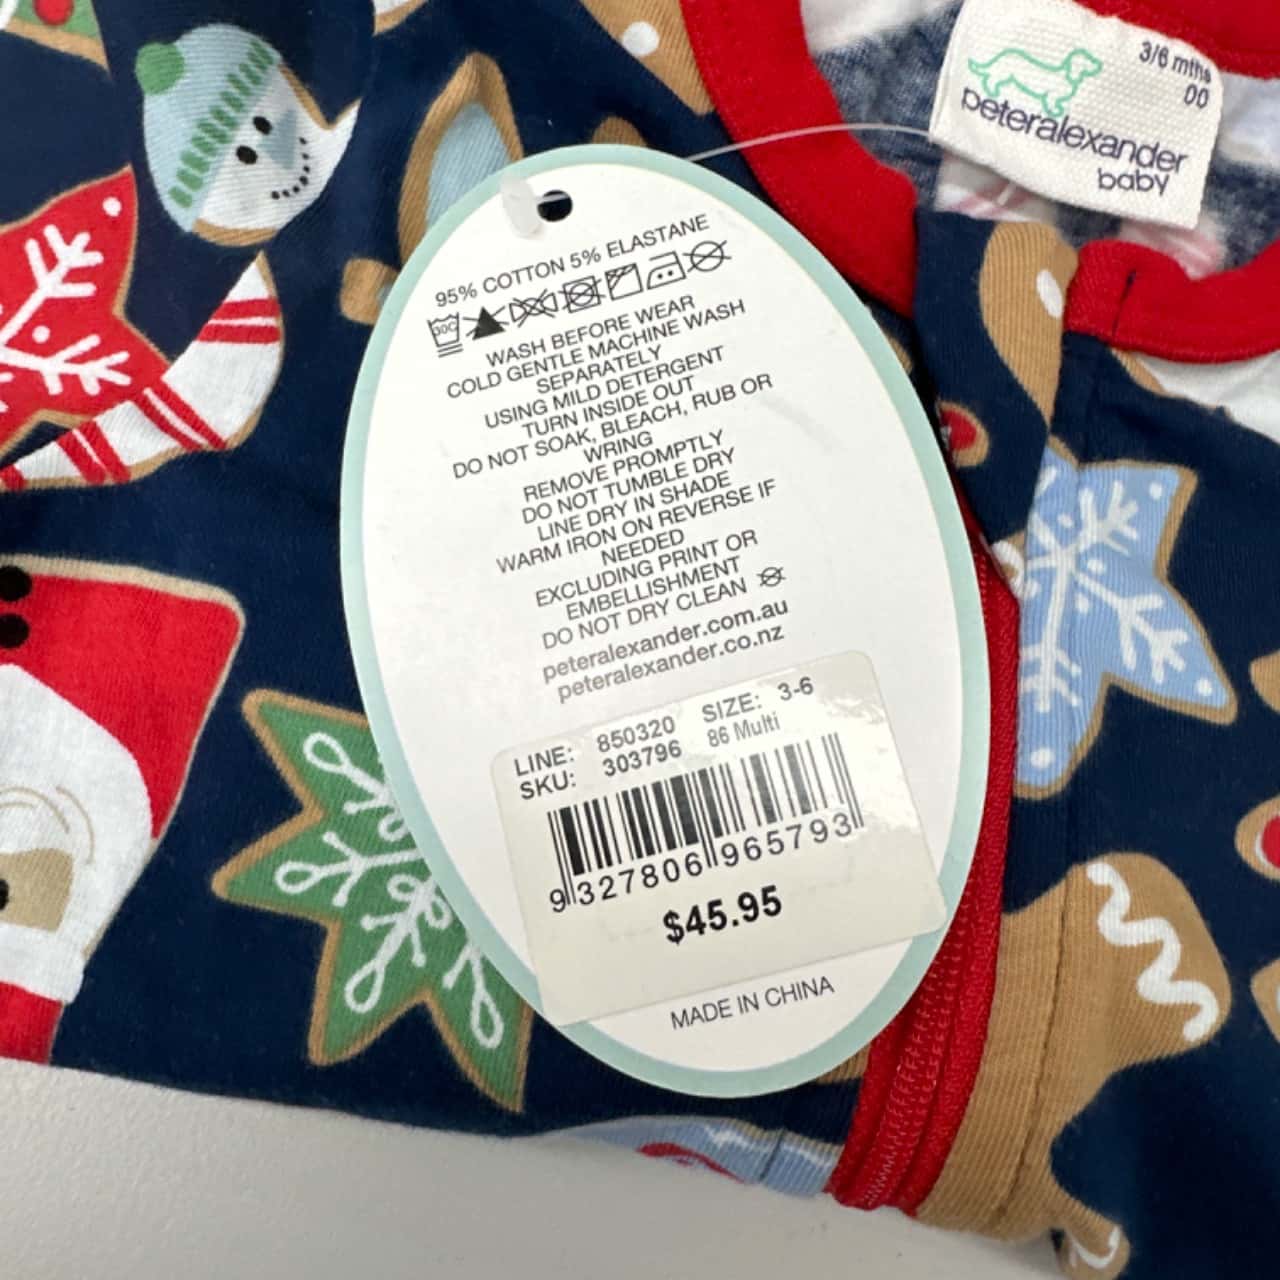 3/6 mths
00
peteralexander
baby
95% COTTON 5% ELASTANE
30C
WASH BEFORE WEAR
COLD GENTLE MACHINE WASH
SEPARATELY
USING MILD DETERGENT
TURN INSIDE OUT
DO NOT SOAK, BLEACH, RUB OR
WRING
REMOVE PROMPTLY
DO NOT TUMBLE DRY
LINE DRY IN SHADE
WARM IRON ON REVERSE IF
NEEDED
EXCLUDING PRINT OR
EMBELLISHMENT
DO NOT DRY CLEAN
peteralexander.com.au
peteralexander.co.nz
LINE: 850320 SIZE: 3-6
SKU: 303796 86 Multi
9 327806 965793
$45.95
MADE IN CHINA